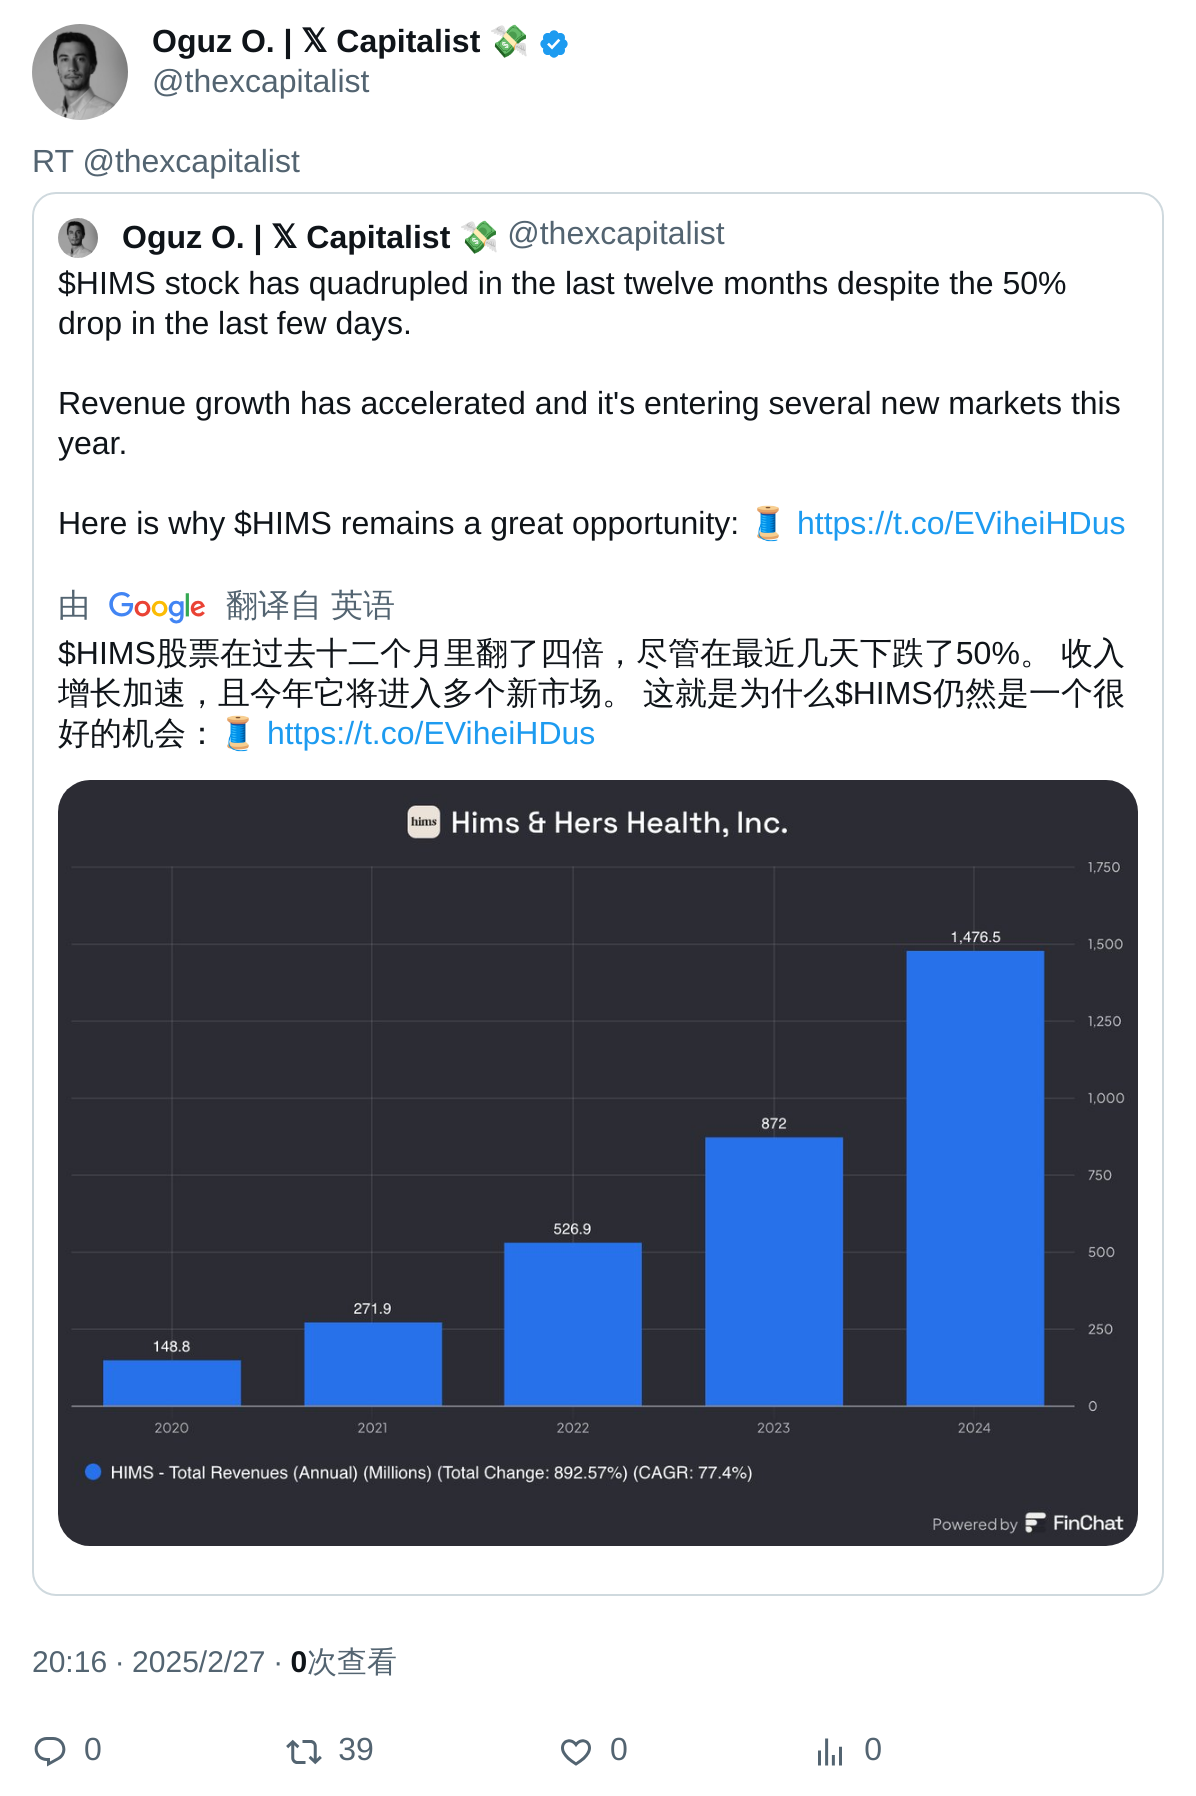 Oguz O. | 𝕏 Capitalist 💸
@thexcapitalist
RT @thexcapitalist
Oguz O. | 𝕏 Capitalist 💸 @thexcapitalist
$HIMS stock has quadrupled in the last twelve months despite the 50%
drop in the last few days.
Revenue growth has accelerated and it's entering several new markets this
year.
Here is why $HIMS remains a great opportunity: 🧵 https://t.co/EViheiHDus
由 Google 翻译自 英语
$HIMS股票在过去十二个月里翻了四倍，尽管在最近几天下跌了50%。 收入
增长加速，且今年它将进入多个新市场。 这就是为什么$HIMS仍然是一个很
好的机会：🧵 https://t.co/EViheiHDus
hims Hims & Hers Health, Inc.
1,750
1,476.5
1,500
1,250
1,000
872
750
526.9
500
271.9
250
148.8
0
2020 2021 2022 2023 2024
HIMS - Total Revenues (Annual) (Millions) (Total Change: 892.57%) (CAGR: 77.4%)
Powered by FinChat
20:16 · 2025/2/27 · 0次查看
0 39 0 0